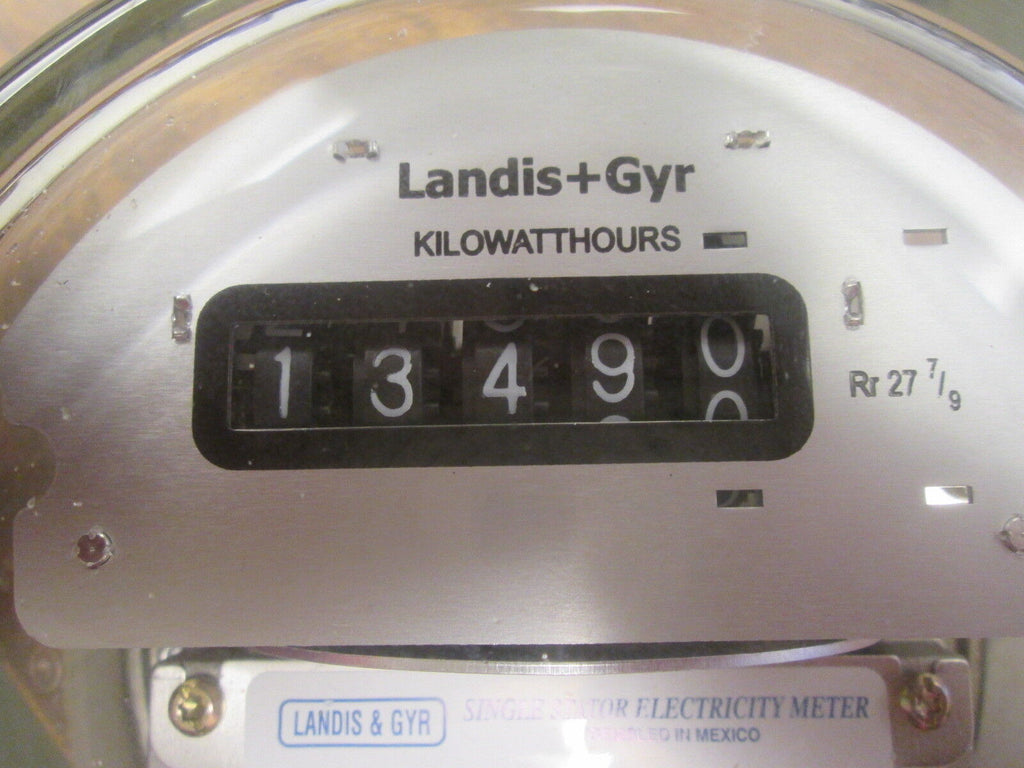 Landis+Gyr
KILOWATTHOURS
1 3 4 9 0
Rr 27 7/9
LANDIS & GYR
ELECTRICITY METER
IN MEXICO